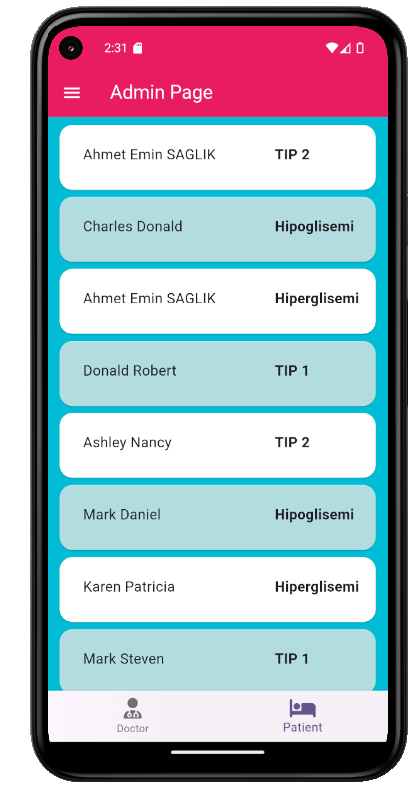 2:31
Admin Page
Ahmet Emin SAGLIK TIP 2
Charles Donald Hipoglisemi
Ahmet Emin SAGLIK Hiperglisemi
Donald Robert TIP 1
Ashley Nancy TIP 2
Mark Daniel Hipoglisemi
Karen Patricia Hiperglisemi
Mark Steven TIP 1
Doctor Patient